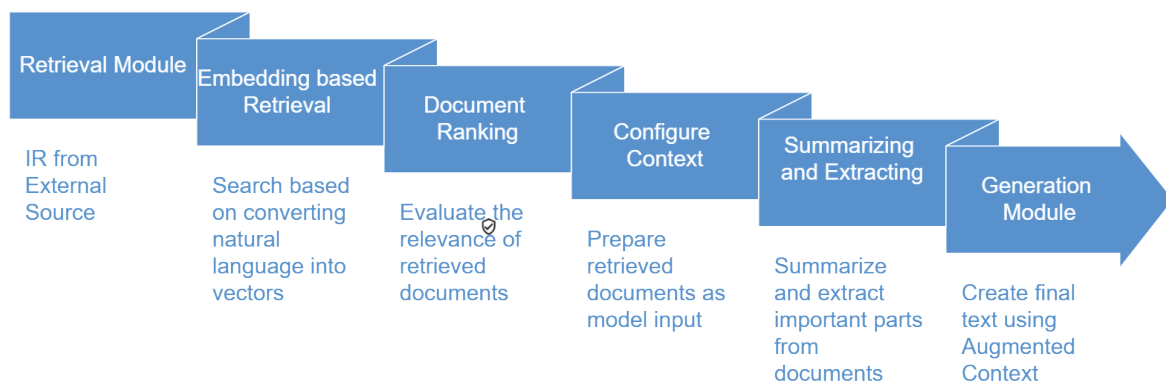 Retrieval Module
IR from
External
Source
Embedding based
Retrieval
Search based
on converting
natural
language into
vectors
Document
Ranking
Evaluate the
relevance of
retrieved
documents
Configure
Context
Prepare
retrieved
documents as
model input
Summarizing
and Extracting
Summarize
and extract
important parts
from
documents
Generation
Module
Create final
text using
Augmented
Context